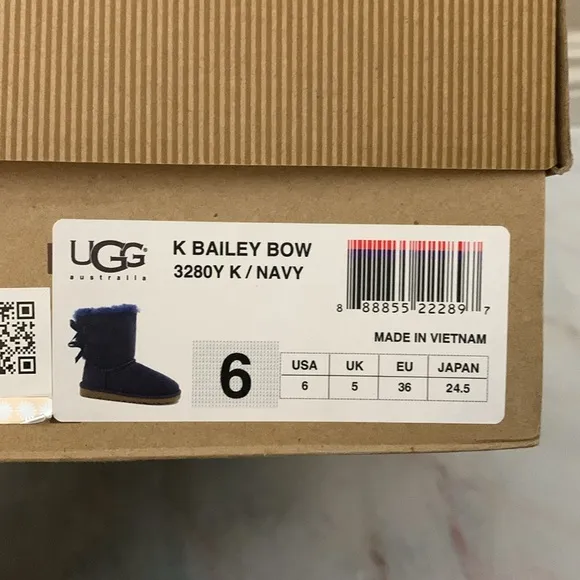 UGG®
australia
K BAILEY BOW
3280Y K / NAVY
8 88855 22289 7
MADE IN VIETNAM
6
USA UK EU JAPAN
6 5 36 24.5